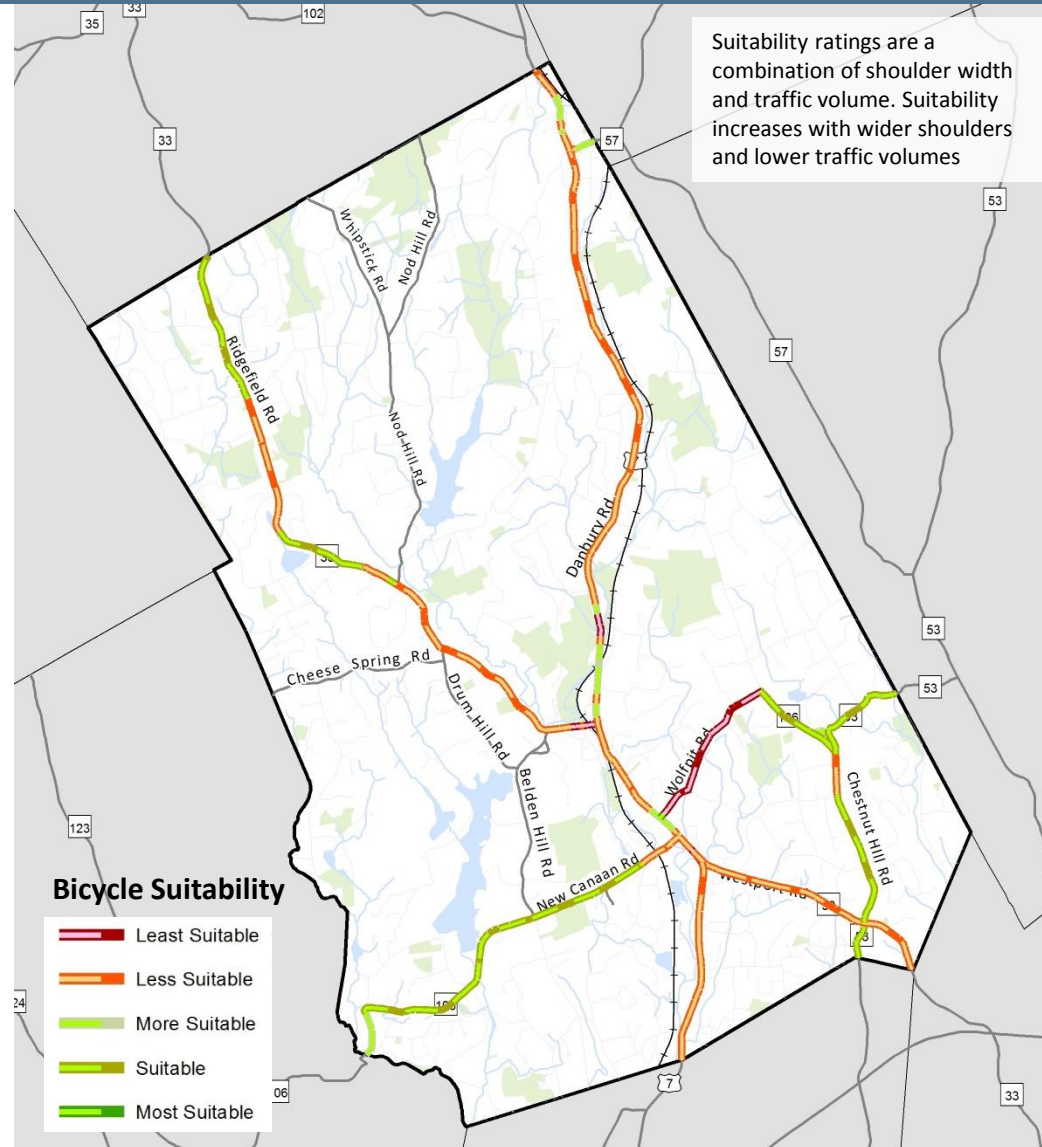 33
102
35
Suitability ratings are a
combination of shoulder width
and traffic volume. Suitability
increases with wider shoulders
and lower traffic volumes
33
57
53
Whipstick Rd
Nod Hill Rd
57
Ridgefield Rd
Nod Hill Rd
Danbury Rd
53
Cheese Spring Rd
Drum Hill Rd
53
Wolfpit Rd
Belden Hill Rd
Chestnut HIll Rd
123
New Canaan Rd
Westport Rd
Bicycle Suitability
Least Suitable
Less Suitable
More Suitable
Suitable
Most Suitable
24
06
7
33